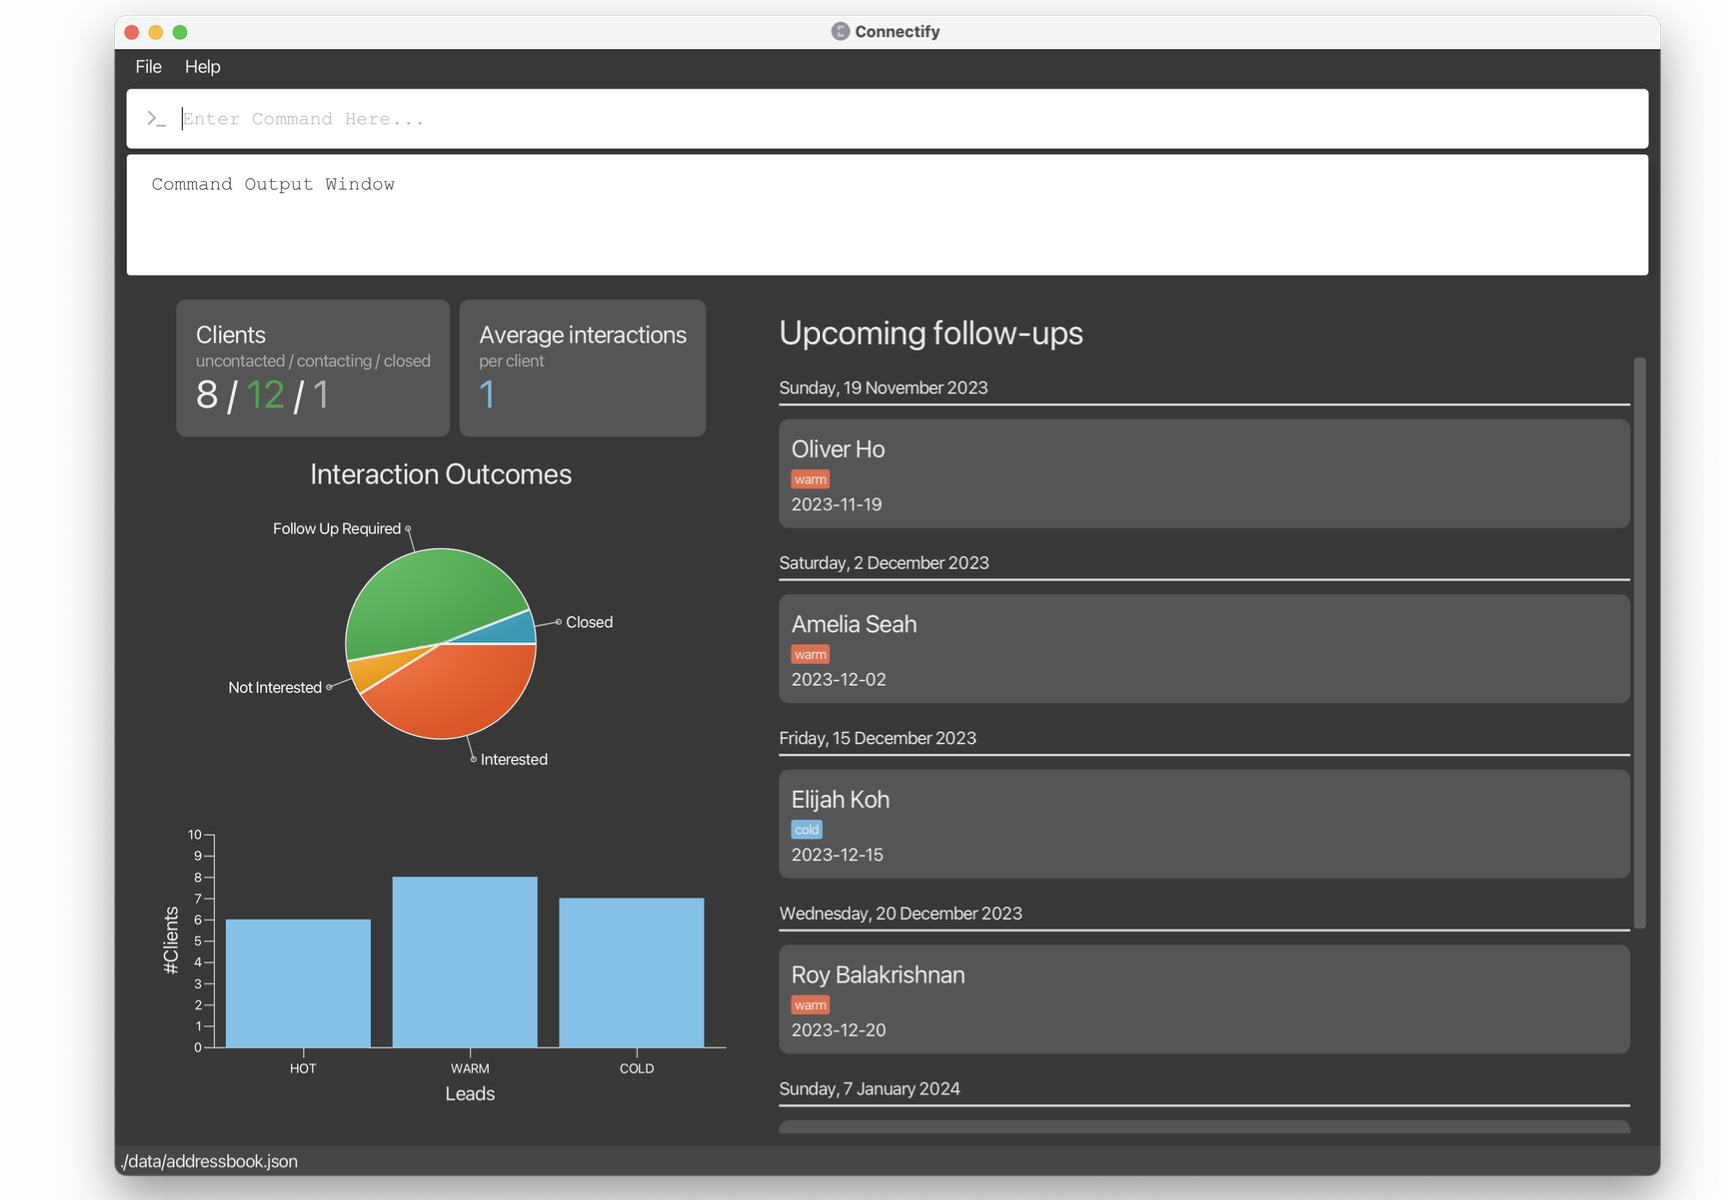 Connectify
File Help
>_ Enter Command Here...
Command Output Window
Clients
uncontacted / contacting / closed
8 / 12 / 1
Average interactions
per client
1
Interaction Outcomes
Follow Up Required
Closed
Not Interested
Interested
10
9
8
7
6
5
4
3
2
1
0
#Clients
HOT WARM COLD
Leads
Upcoming follow-ups
Sunday, 19 November 2023
Oliver Ho
warm
2023-11-19
Saturday, 2 December 2023
Amelia Seah
warm
2023-12-02
Friday, 15 December 2023
Elijah Koh
cold
2023-12-15
Wednesday, 20 December 2023
Roy Balakrishnan
warm
2023-12-20
Sunday, 7 January 2024
./data/addressbook.json